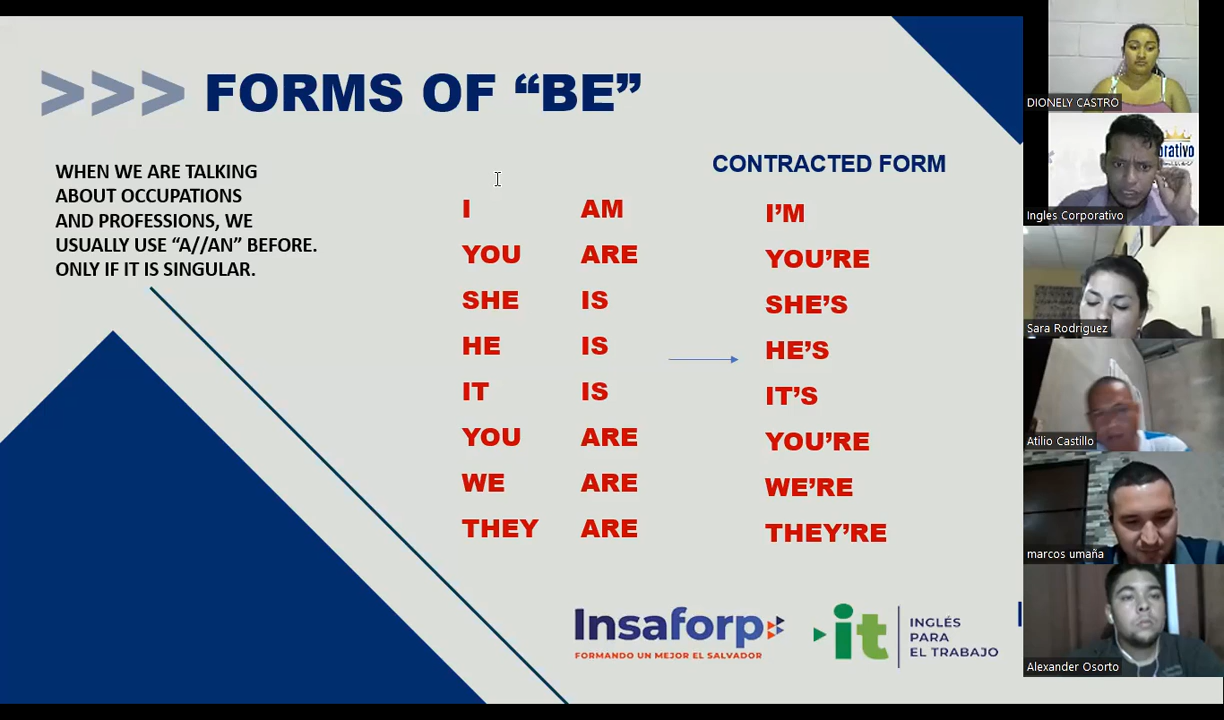 >>> FORMS OF “BE”
WHEN WE ARE TALKING
ABOUT OCCUPATIONS
AND PROFESSIONS, WE
USUALLY USE “A//AN” BEFORE.
ONLY IF IT IS SINGULAR.
CONTRACTED FORM
I AM I’M
YOU ARE YOU’RE
SHE IS SHE’S
HE IS HE’S
IT IS IT’S
YOU ARE YOU’RE
WE ARE WE’RE
THEY ARE THEY’RE
Insaforp
FORMANDO UN MEJOR EL SALVADOR
it
INGLÉS
PARA
EL TRABAJO
DIONELY CASTRO
Ingles Corporativo
Sara Rodriguez
Atilio Castillo
marcos umaña
Alexander Osorto